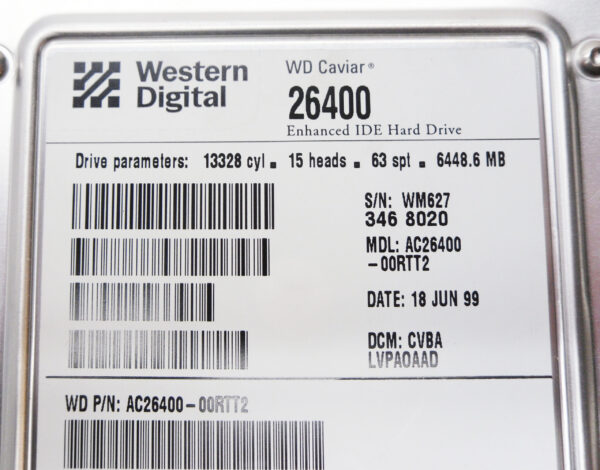 Western
Digital
WD Caviar®
26400
Enhanced IDE Hard Drive
Drive parameters: 13328 cyl. ■ 15 heads ■ 63 spt ■ 6448.6 MB
S/N: WM627
346 8020
MDL: AC26400
-00RTT2
DATE: 18 JUN 99
DCM: CVBA
LVPAOAAD
WD P/N: AC26400-00RTT2